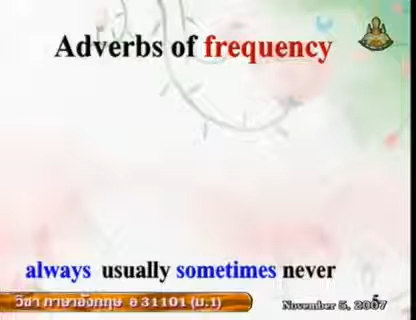 Adverbs of frequency
always usually sometimes never
วิชา ภาษาอังกฤษ อ 31101 (ม.1)
November 5, 2007
5